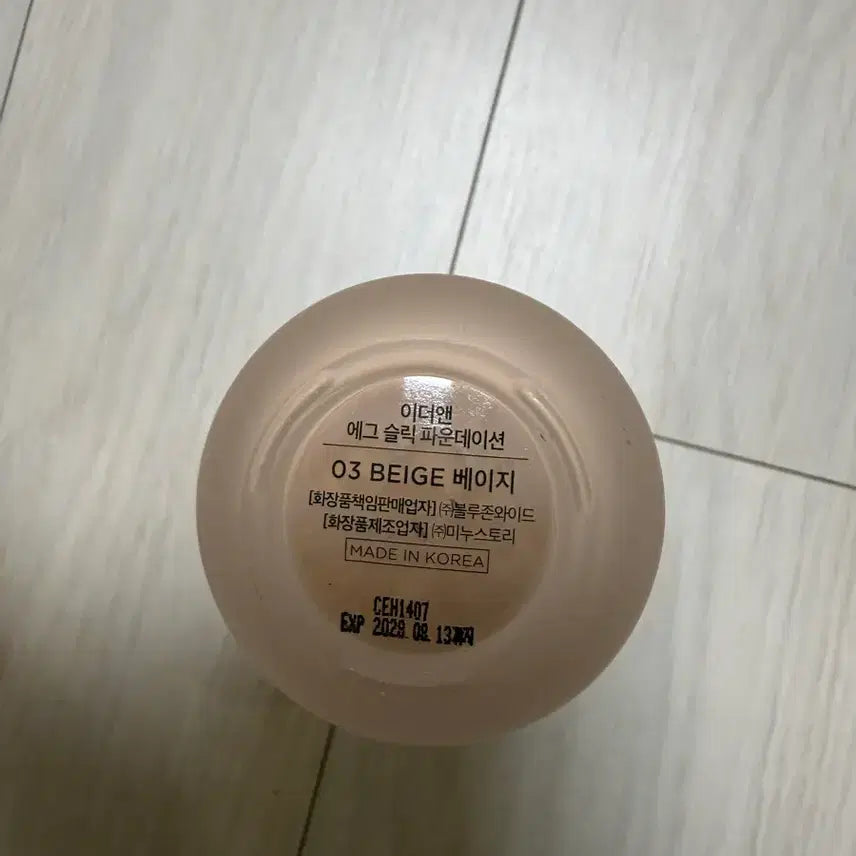 이더앤
에그 슬릭 파운데이션
03 BEIGE 베이지
[화장품책임판매업자] ㈜불루존와이드
[화장품제조업자] ㈜미누스토리
MADE IN KOREA
CEH1407
EXP 2028. 08. 13까지